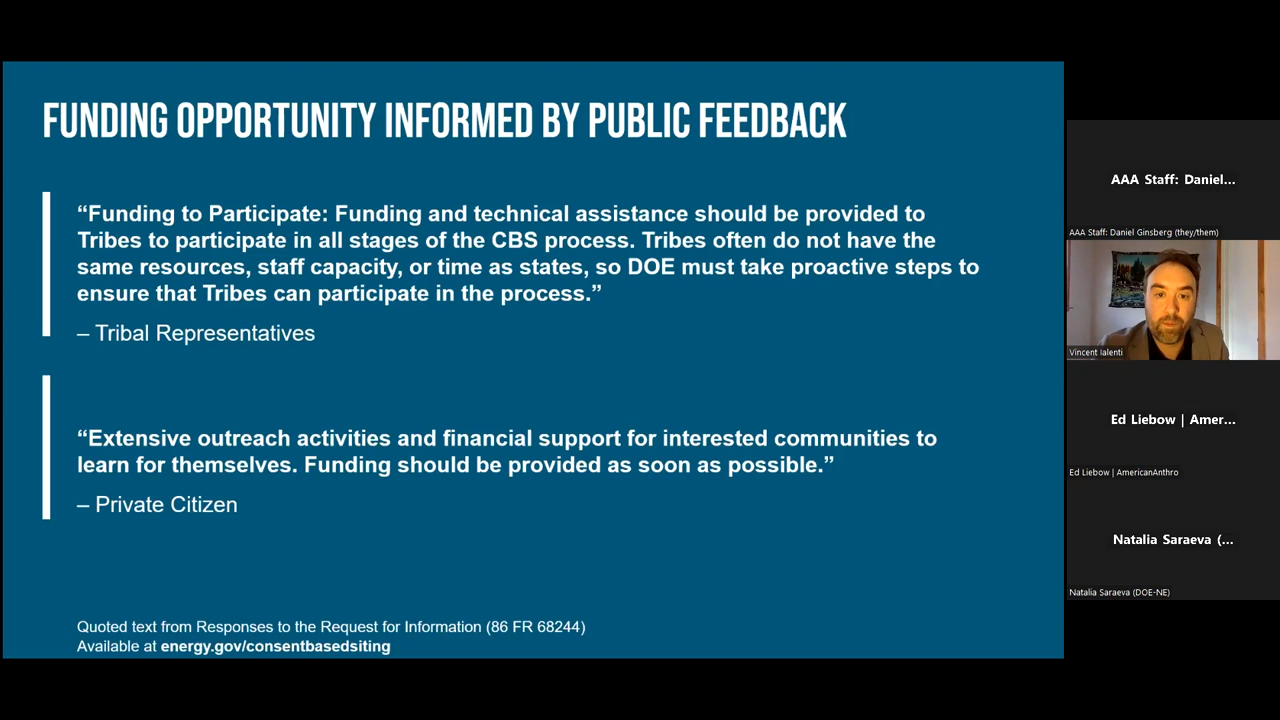 FUNDING OPPORTUNITY INFORMED BY PUBLIC FEEDBACK
“Funding to Participate: Funding and technical assistance should be provided to
Tribes to participate in all stages of the CBS process. Tribes often do not have the
same resources, staff capacity, or time as states, so DOE must take proactive steps to
ensure that Tribes can participate in the process.”
– Tribal Representatives
“Extensive outreach activities and financial support for interested communities to
learn for themselves. Funding should be provided as soon as possible.”
– Private Citizen
Quoted text from Responses to the Request for Information (86 FR 68244)
Available at energy.gov/consentbasedsiting
AAA Staff: Daniel...
AAA Staff: Daniel Ginsberg (they/them)
Vincent Ialenti
Ed Liebow | Amer...
Ed Liebow | AmericanAnthro
Natalia Saraeva (...
Natalia Saraeva (DOE-NE)